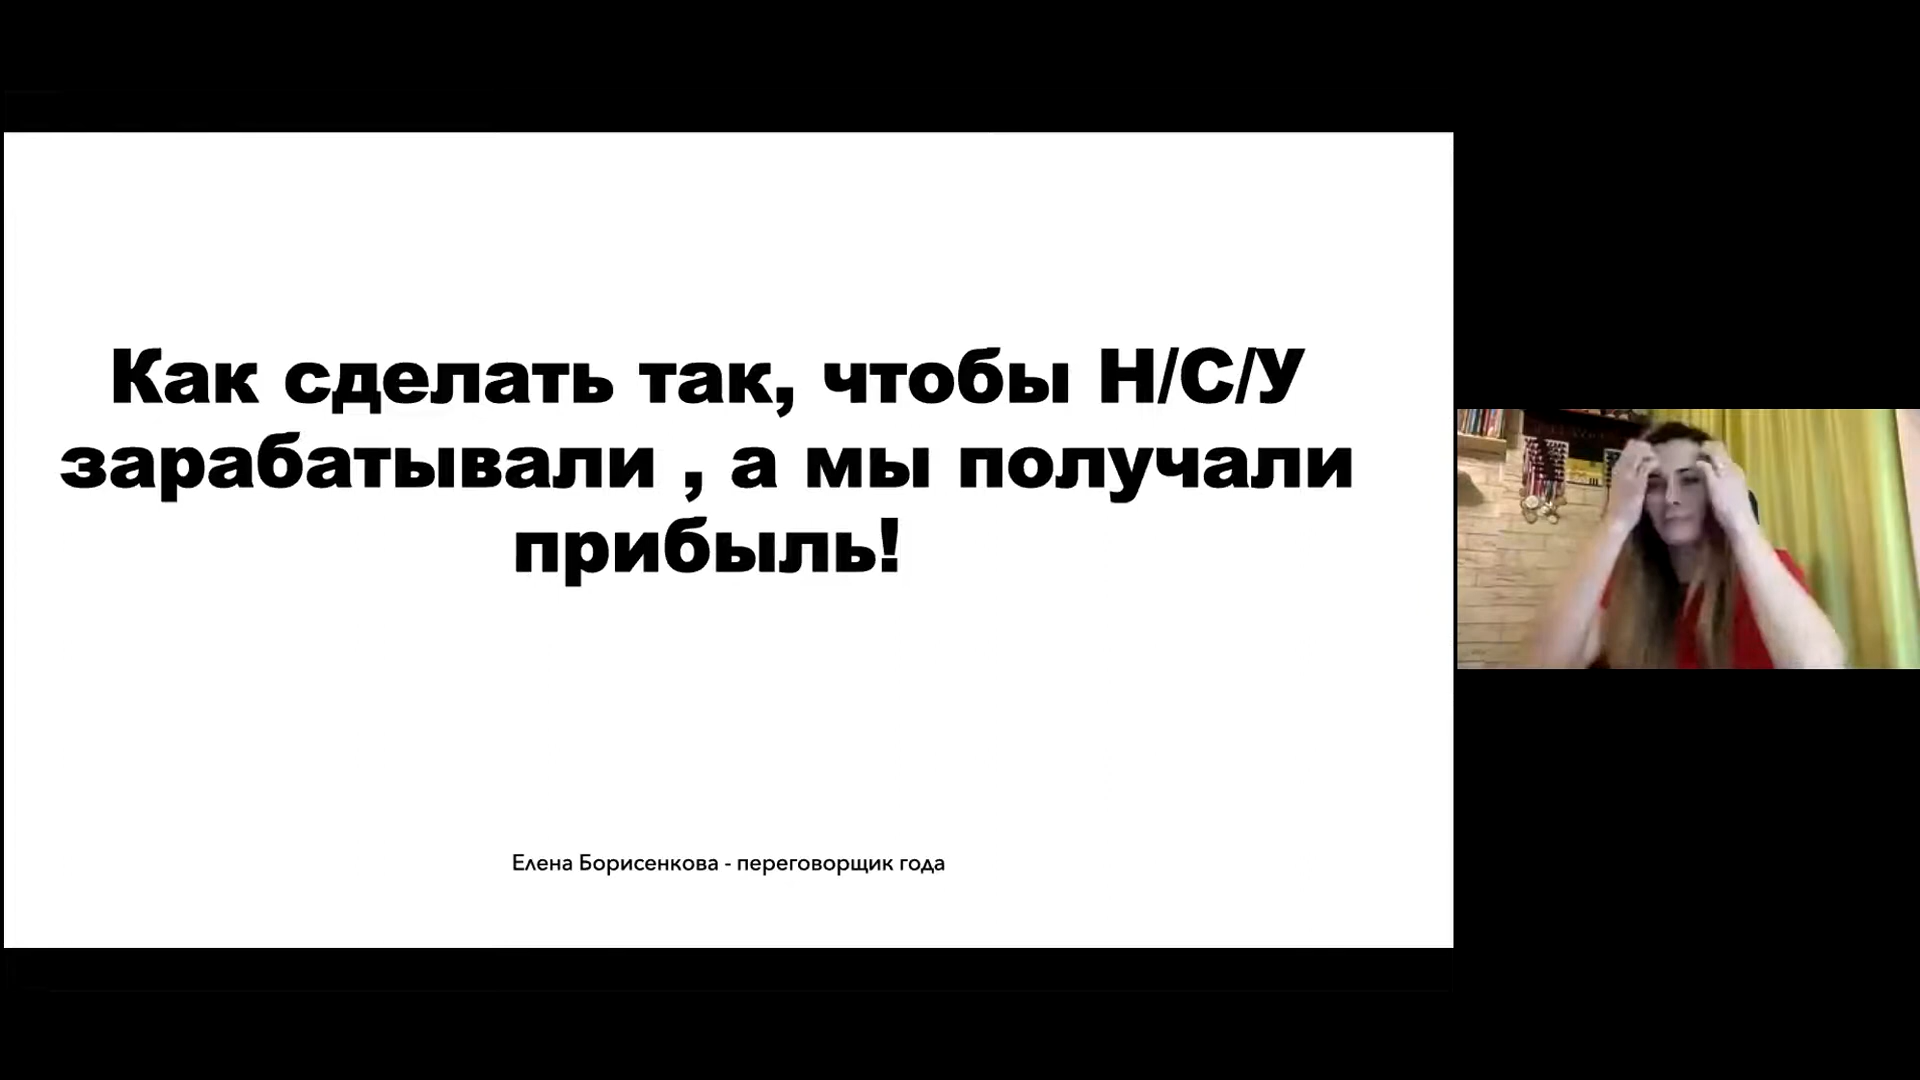 Как сделать так, чтобы Н/С/У
зарабатывали , а мы получали
прибыль!
Елена Борисенкова - переговорщик года